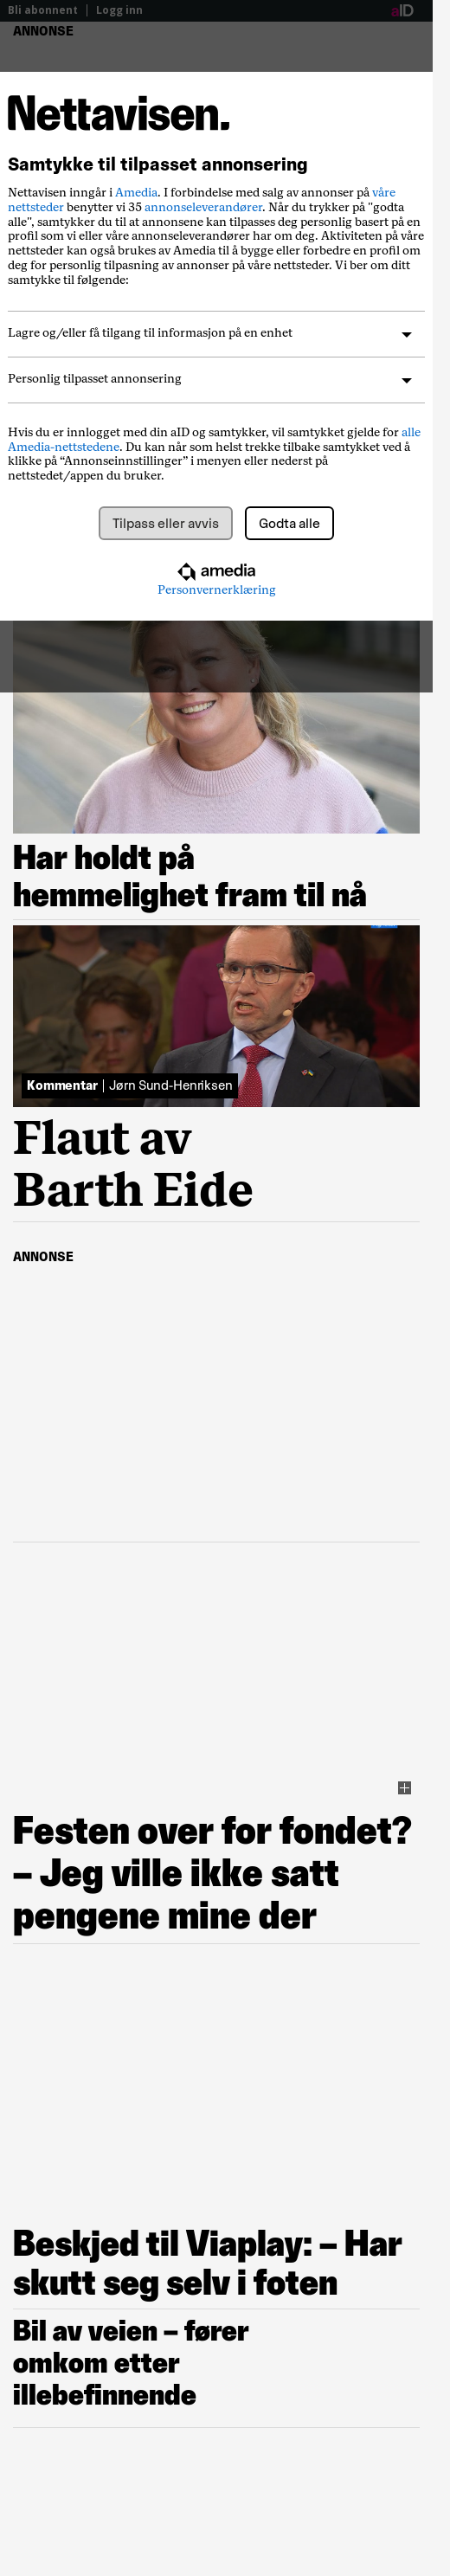 Bli abonnent | Logg inn aID
ANNONSE
Nettavisen.
Samtykke til tilpasset annonsering
Nettavisen inngår i Amedia. I forbindelse med salg av annonser på våre
nettsteder benytter vi 35 annonseleverandører. Når du trykker på "godta
alle", samtykker du til at annonsene kan tilpasses deg personlig basert på en
profil som vi eller våre annonseleverandører har om deg. Aktiviteten på våre
nettsteder kan også brukes av Amedia til å bygge eller forbedre en profil om
deg for personlig tilpasning av annonser på våre nettsteder. Vi ber om ditt
samtykke til følgende:
Lagre og/eller få tilgang til informasjon på en enhet
Personlig tilpasset annonsering
Hvis du er innlogget med din aID og samtykker, vil samtykket gjelde for alle
Amedia-nettstedene. Du kan når som helst trekke tilbake samtykket ved å
klikke på “Annonseinnstillinger” i menyen eller nederst på
nettstedet/appen du bruker.
Tilpass eller avvis Godta alle
amedia
Personvernerklæring
Har holdt på
hemmelighet fram til nå
Kommentar | Jørn Sund-Henriksen
Flaut av
Barth Eide
ANNONSE
Festen over for fondet?
– Jeg ville ikke satt
pengene mine der
Beskjed til Viaplay: – Har
skutt seg selv i foten
Bil av veien – fører
omkom etter
illebefinnende